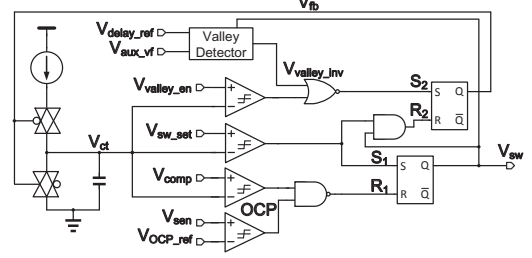 V_fb
V_delay_ref
V_aux_vf
Valley
Detector
V_valley_en
V_valley_inv
S_2
S Q
R_2
R Q̅
V_ct
V_sw_set
V_comp
S_1
S Q
V_sw
R_1
R Q̅
OCP
V_sen
V_OCP_ref
+
−
+
−
+
−
+
−